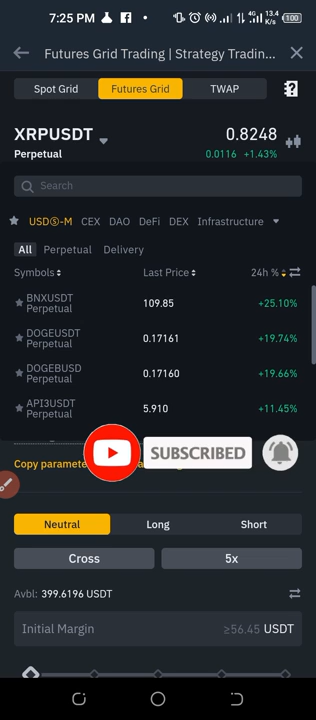 7:25 PM
4G 13.4 K/s 100
Futures Grid Trading | Strategy Tradin...
Spot Grid Futures Grid TWAP
XRPUSDT 0.8248
Perpetual 0.0116 +1.43%
Search
USDⓈ-M CEX DAO DeFi DEX Infrastructure
All Perpetual Delivery
Symbols Last Price 24h %
BNXUSDT 109.85 +25.10%
Perpetual
DOGEUSDT 0.17161 +19.74%
Perpetual
DOGEBUSD 0.17160 +19.66%
Perpetual
API3USDT 5.910 +11.45%
Perpetual
SUBSCRIBED
Copy paramete
Neutral Long Short
Cross 5x
Avbl: 399.6196 USDT
Initial Margin ≥56.45 USDT